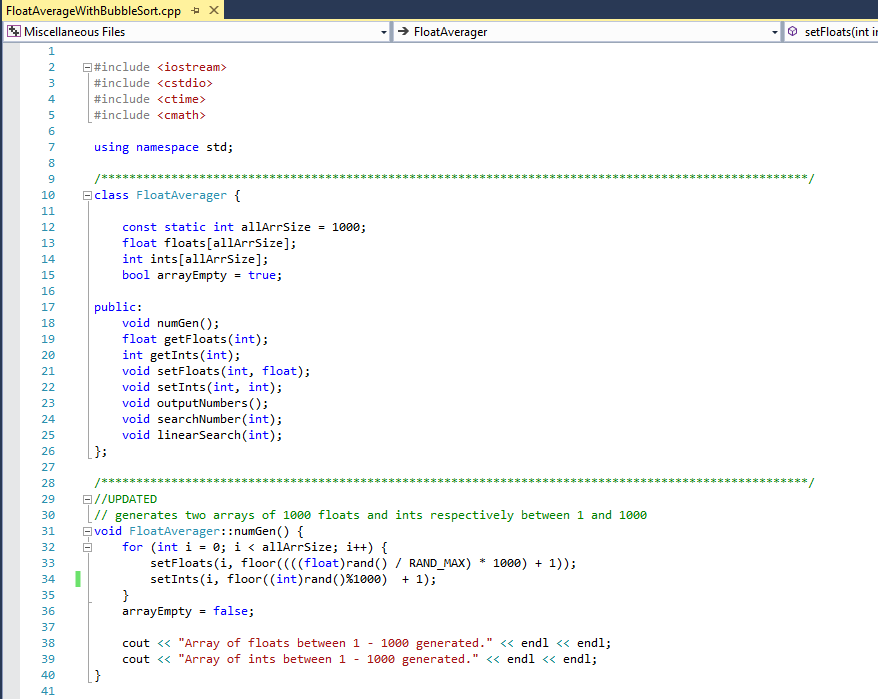 FloatAverageWithBubbleSort.cpp
Miscellaneous Files FloatAverager setFloats(int in
1
2 #include <iostream>
3 #include <cstdio>
4 #include <ctime>
5 #include <cmath>
6
7 using namespace std;
8
9 /*****************************************************************************************************/
10 class FloatAverager {
11
12 const static int allArrSize = 1000;
13 float floats[allArrSize];
14 int ints[allArrSize];
15 bool arrayEmpty = true;
16
17 public:
18 void numGen();
19 float getFloats(int);
20 int getInts(int);
21 void setFloats(int, float);
22 void setInts(int, int);
23 void outputNumbers();
24 void searchNumber(int);
25 void linearSearch(int);
26 };
27
28 /*****************************************************************************************************/
29 //UPDATED
30 // generates two arrays of 1000 floats and ints respectively between 1 and 1000
31 void FloatAverager::numGen() {
32 for (int i = 0; i < allArrSize; i++) {
33 setFloats(i, floor((((float)rand() / RAND_MAX) * 1000) + 1));
34 setInts(i, floor((int)rand()%1000)  + 1);
35 }
36 arrayEmpty = false;
37
38 cout << "Array of floats between 1 - 1000 generated." << endl << endl;
39 cout << "Array of ints between 1 - 1000 generated." << endl << endl;
40 }
41